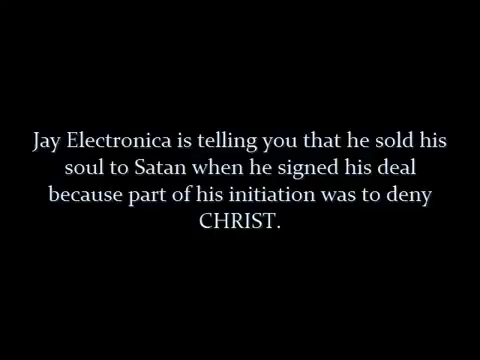 Jay Electronica is telling you that he sold his
soul to Satan when he signed his deal
because part of his initiation was to deny
CHRIST.